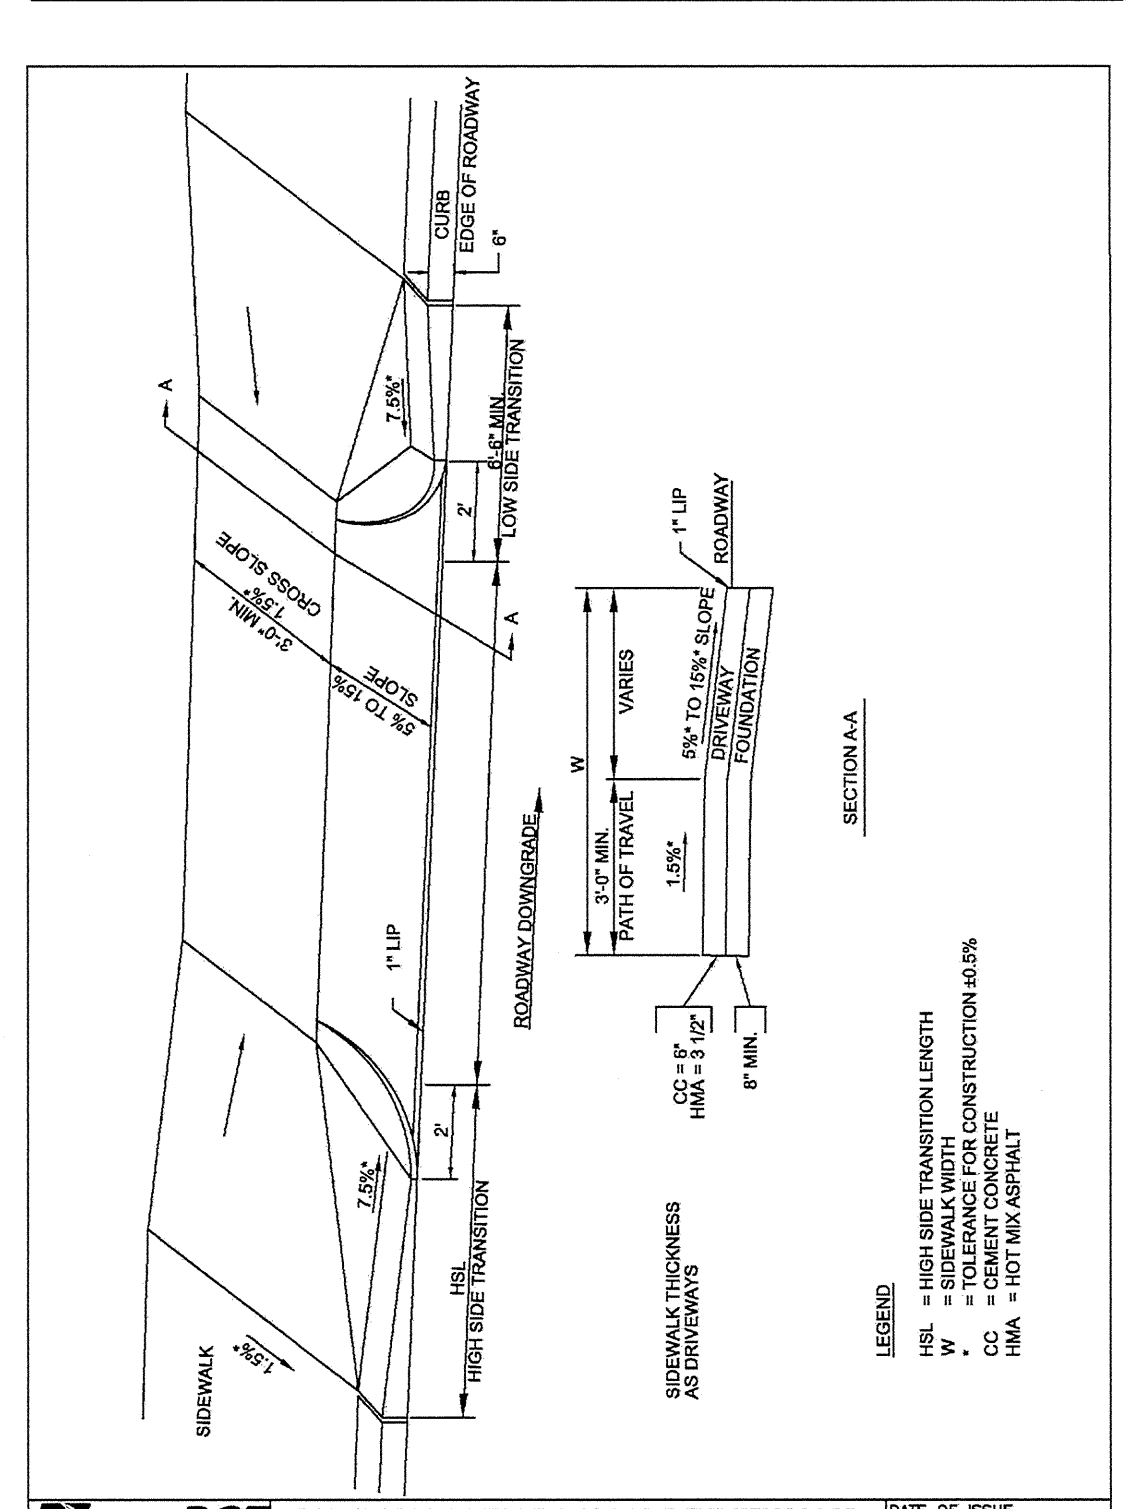 SIDEWALK
1.5%*
7.5%*
HSL
HIGH SIDE TRANSITION
2'
1" LIP
ROADWAY DOWNGRADE
3'-0" MIN.
1.5%*
CROSS SLOPE
5% TO 15%
SLOPE
A
A
2'
7.5%*
6'-6" MIN.
LOW SIDE TRANSITION
6"
CURB
EDGE OF ROADWAY
SIDEWALK THICKNESS
AS DRIVEWAYS
CC = 6"
HMA = 3 1/2"
8" MIN.
W
3'-0" MIN.
PATH OF TRAVEL
VARIES
1.5%*
5%* TO 15%* SLOPE
DRIVEWAY
FOUNDATION
1" LIP
ROADWAY
SECTION A-A
LEGEND
HSL = HIGH SIDE TRANSITION LENGTH
W = SIDEWALK WIDTH
* = TOLERANCE FOR CONSTRUCTION ±0.5%
CC = CEMENT CONCRETE
HMA = HOT MIX ASPHALT
DATE OF ISSUE